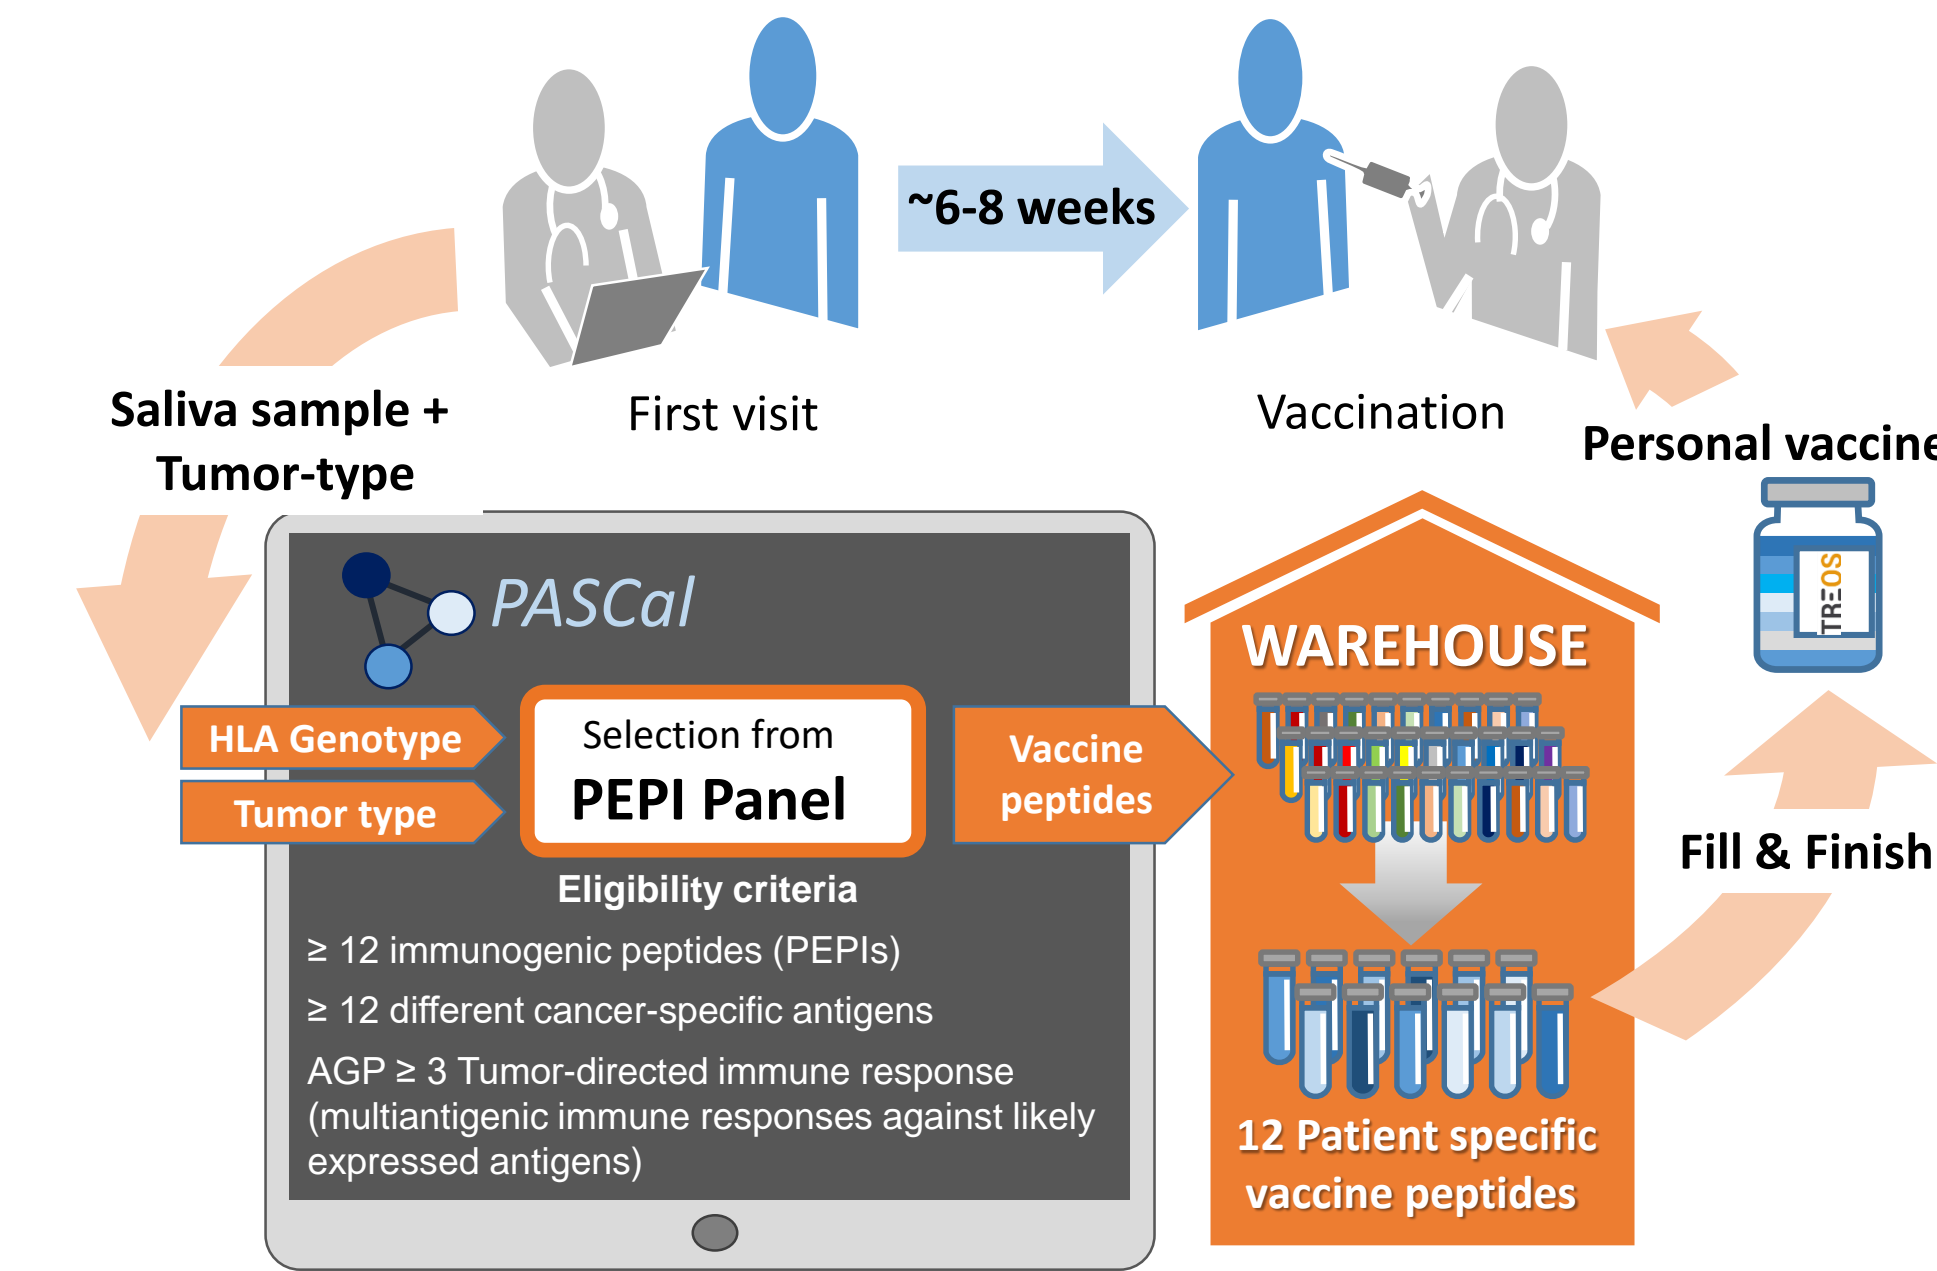 ~6-8 weeks
Saliva sample +
Tumor-type
First visit
Vaccination
Personal vaccine
TREOS
PASCal
HLA Genotype
Tumor type
Selection from
PEPI Panel
Vaccine
peptides
WAREHOUSE
Fill & Finish
Eligibility criteria
≥ 12 immunogenic peptides (PEPIs)
≥ 12 different cancer-specific antigens
AGP ≥ 3 Tumor-directed immune response
(multiantigenic immune responses against likely
expressed antigens)
12 Patient specific
vaccine peptides